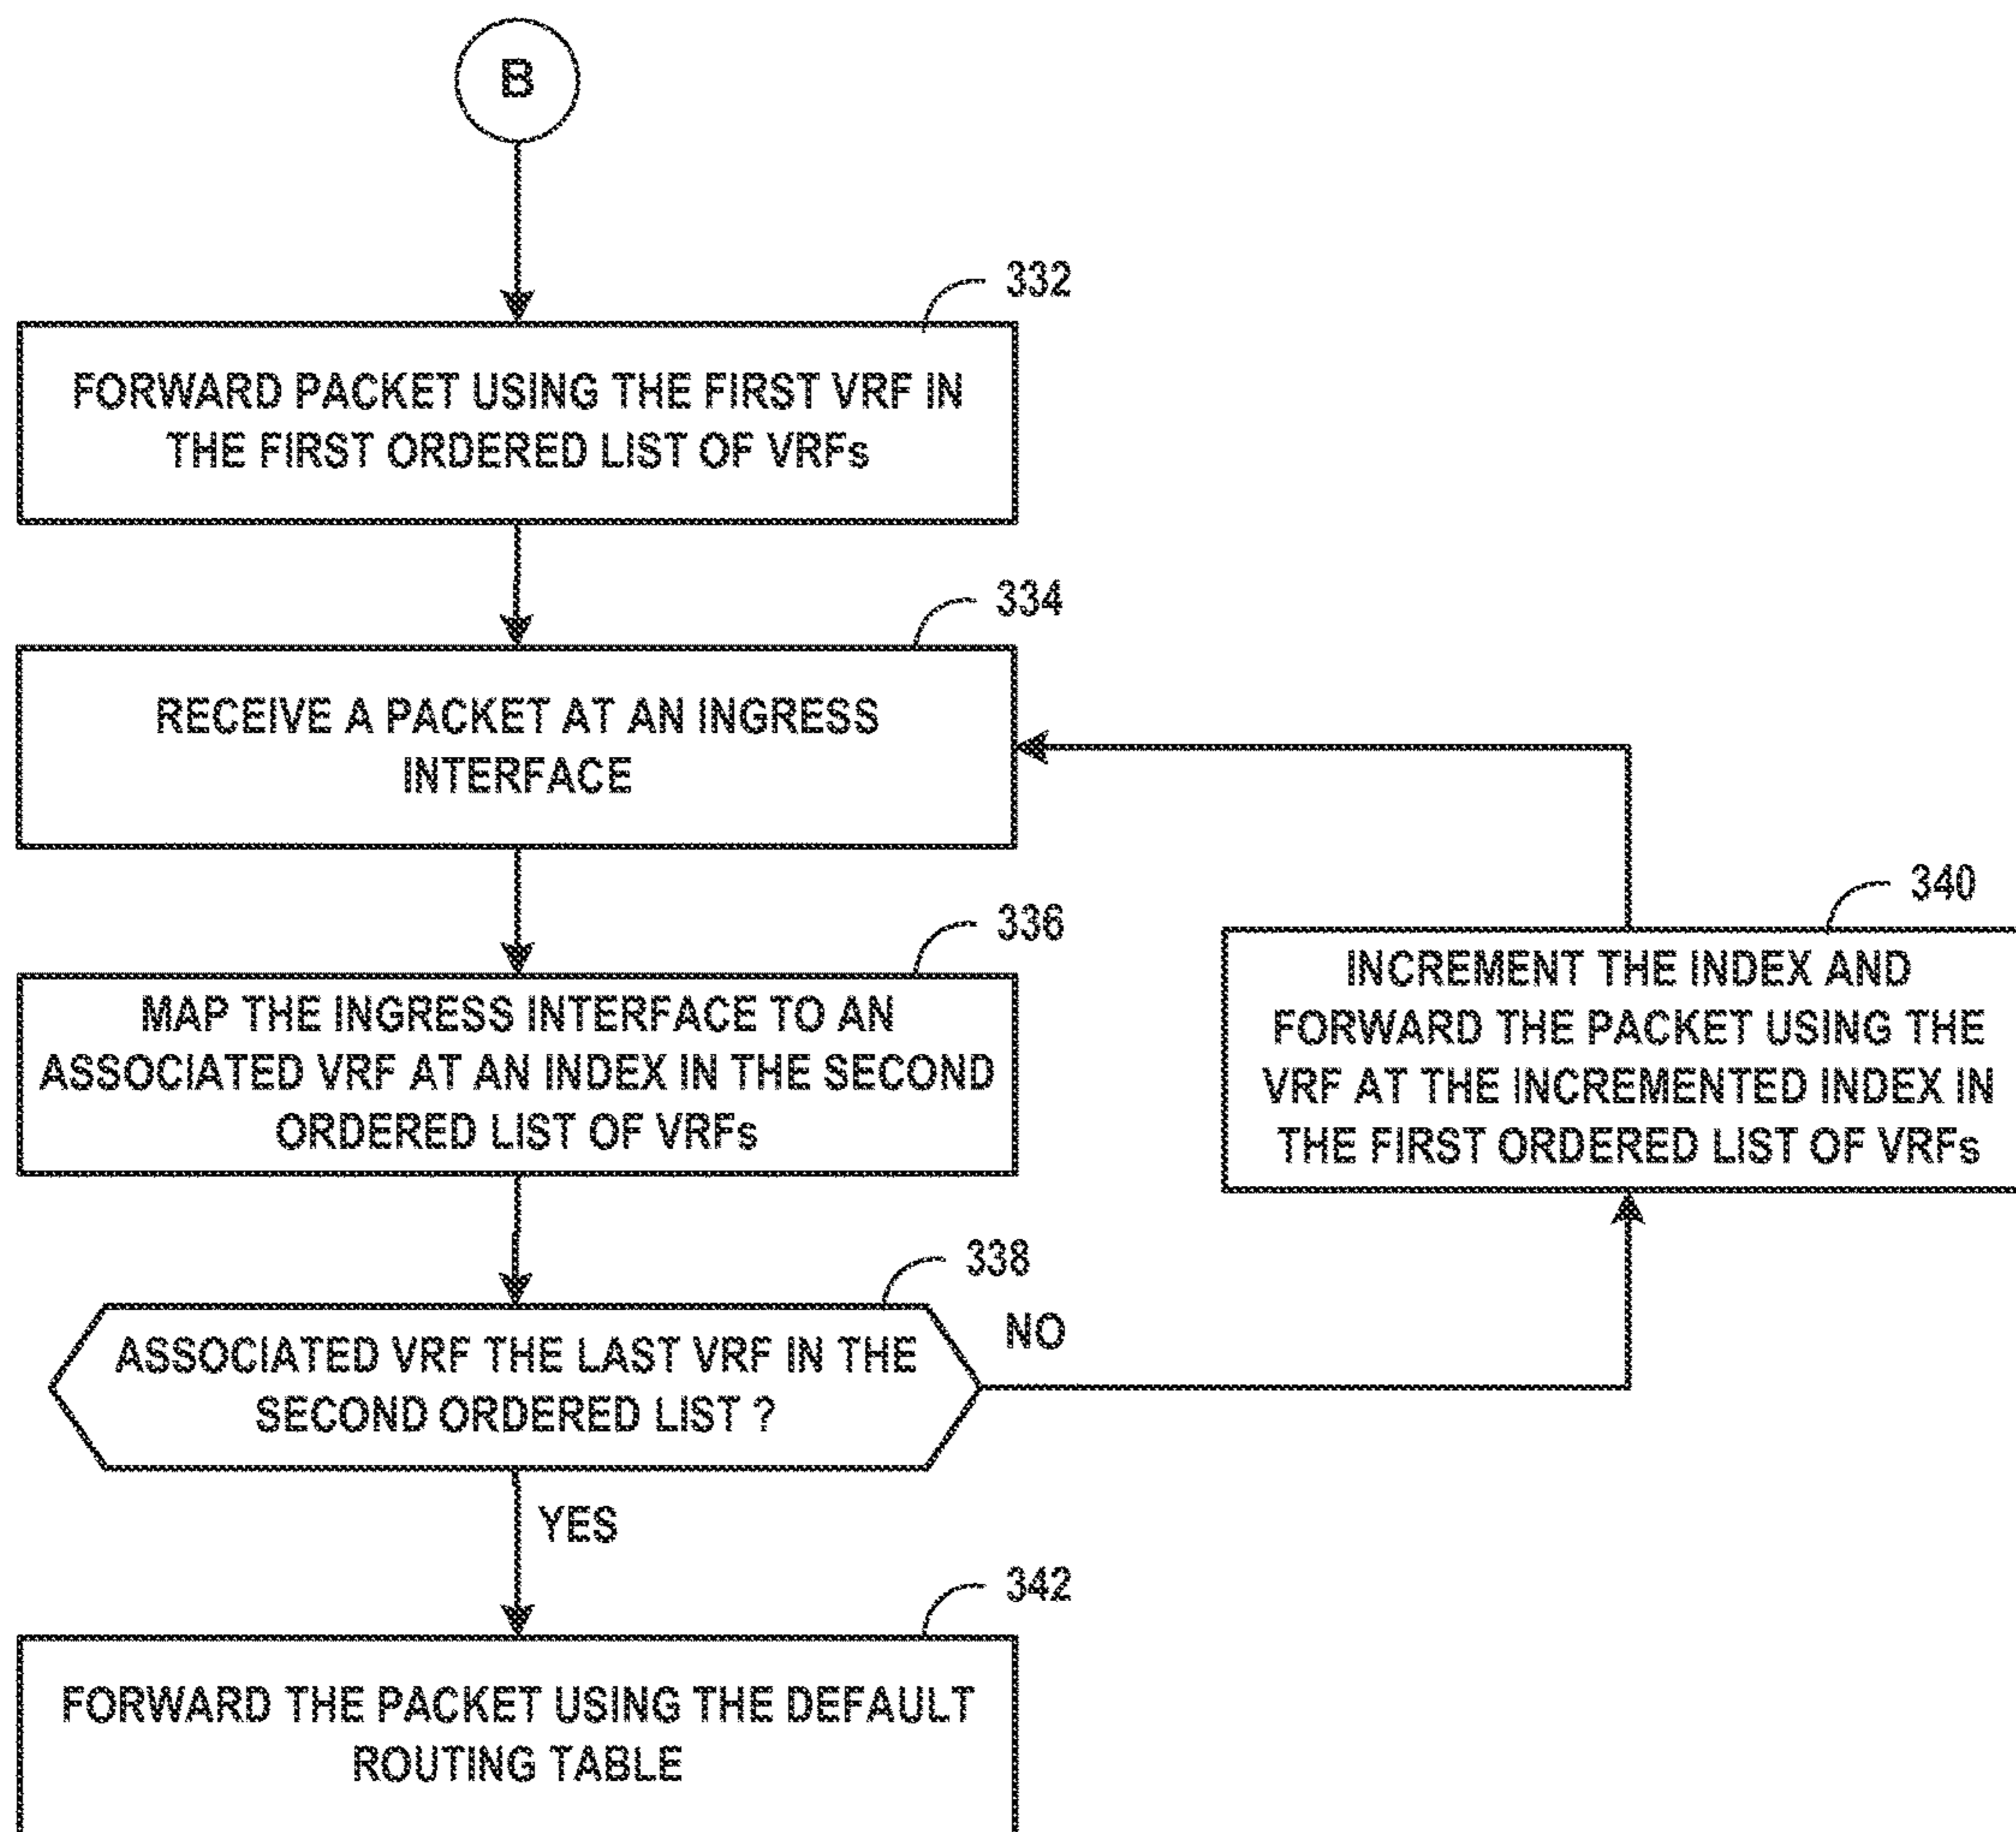 B
332
FORWARD PACKET USING THE FIRST VRF IN
THE FIRST ORDERED LIST OF VRFs
334
RECEIVE A PACKET AT AN INGRESS
INTERFACE
336
MAP THE INGRESS INTERFACE TO AN
ASSOCIATED VRF AT AN INDEX IN THE SECOND
ORDERED LIST OF VRFs
340
INCREMENT THE INDEX AND
FORWARD THE PACKET USING THE
VRF AT THE INCREMENTED INDEX IN
THE FIRST ORDERED LIST OF VRFs
338
ASSOCIATED VRF THE LAST VRF IN THE
SECOND ORDERED LIST ?
NO
YES
342
FORWARD THE PACKET USING THE DEFAULT
ROUTING TABLE